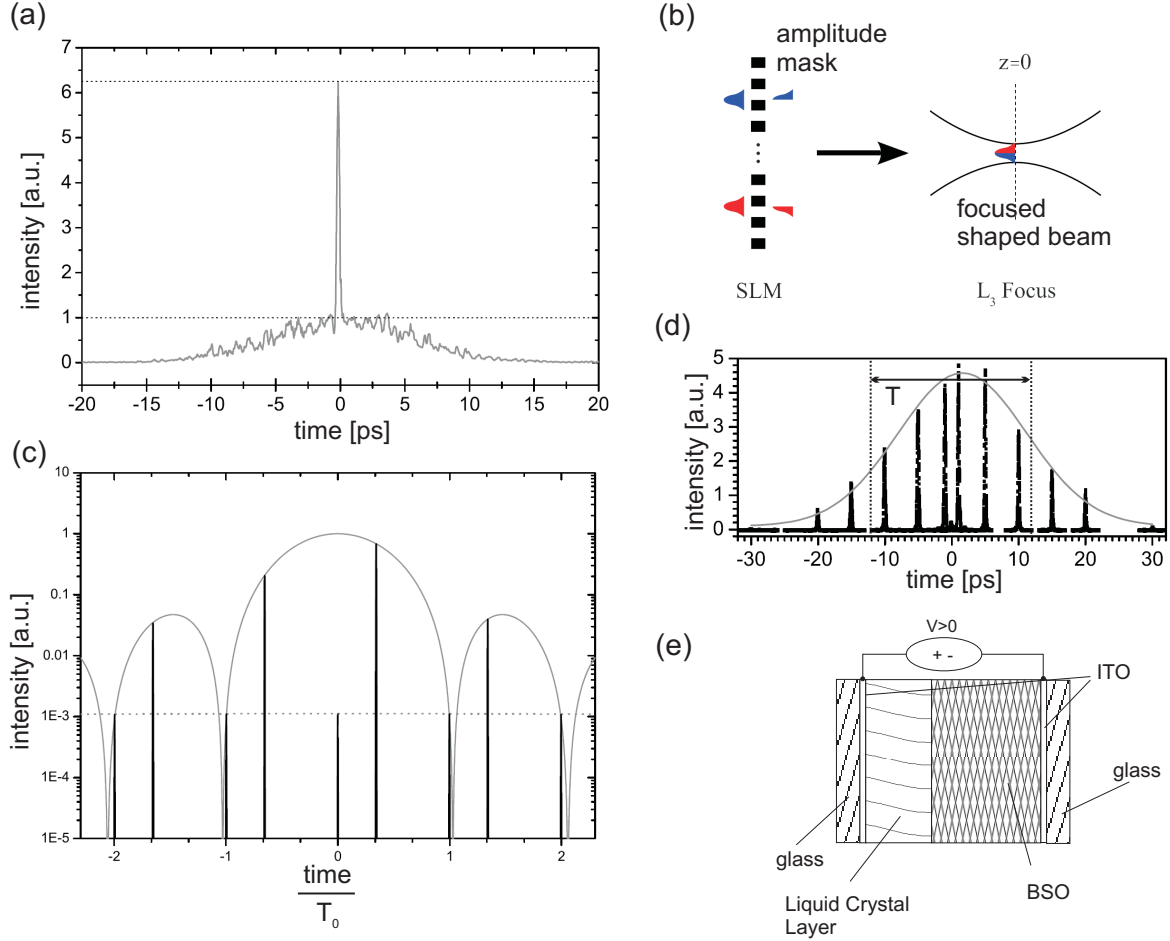 (a)
7
6
5
4
3
2
1
0
intensity [a.u.]
-20 -15 -10 -5 0 5 10 15 20
time [ps]
(b)
amplitude
mask
z=0
focused
shaped beam
SLM
L3 Focus
(c)
10
1
0.1
0.01
1E-3
1E-4
1E-5
intensity [a.u.]
-2 -1 0 1 2
time
T0
(d)
5
4
3
2
1
0
intensity [a.u.]
T
-30 -20 -10 0 10 20 30
time [ps]
(e)
V>0
+ -
ITO
glass
glass
BSO
Liquid Crystal
Layer